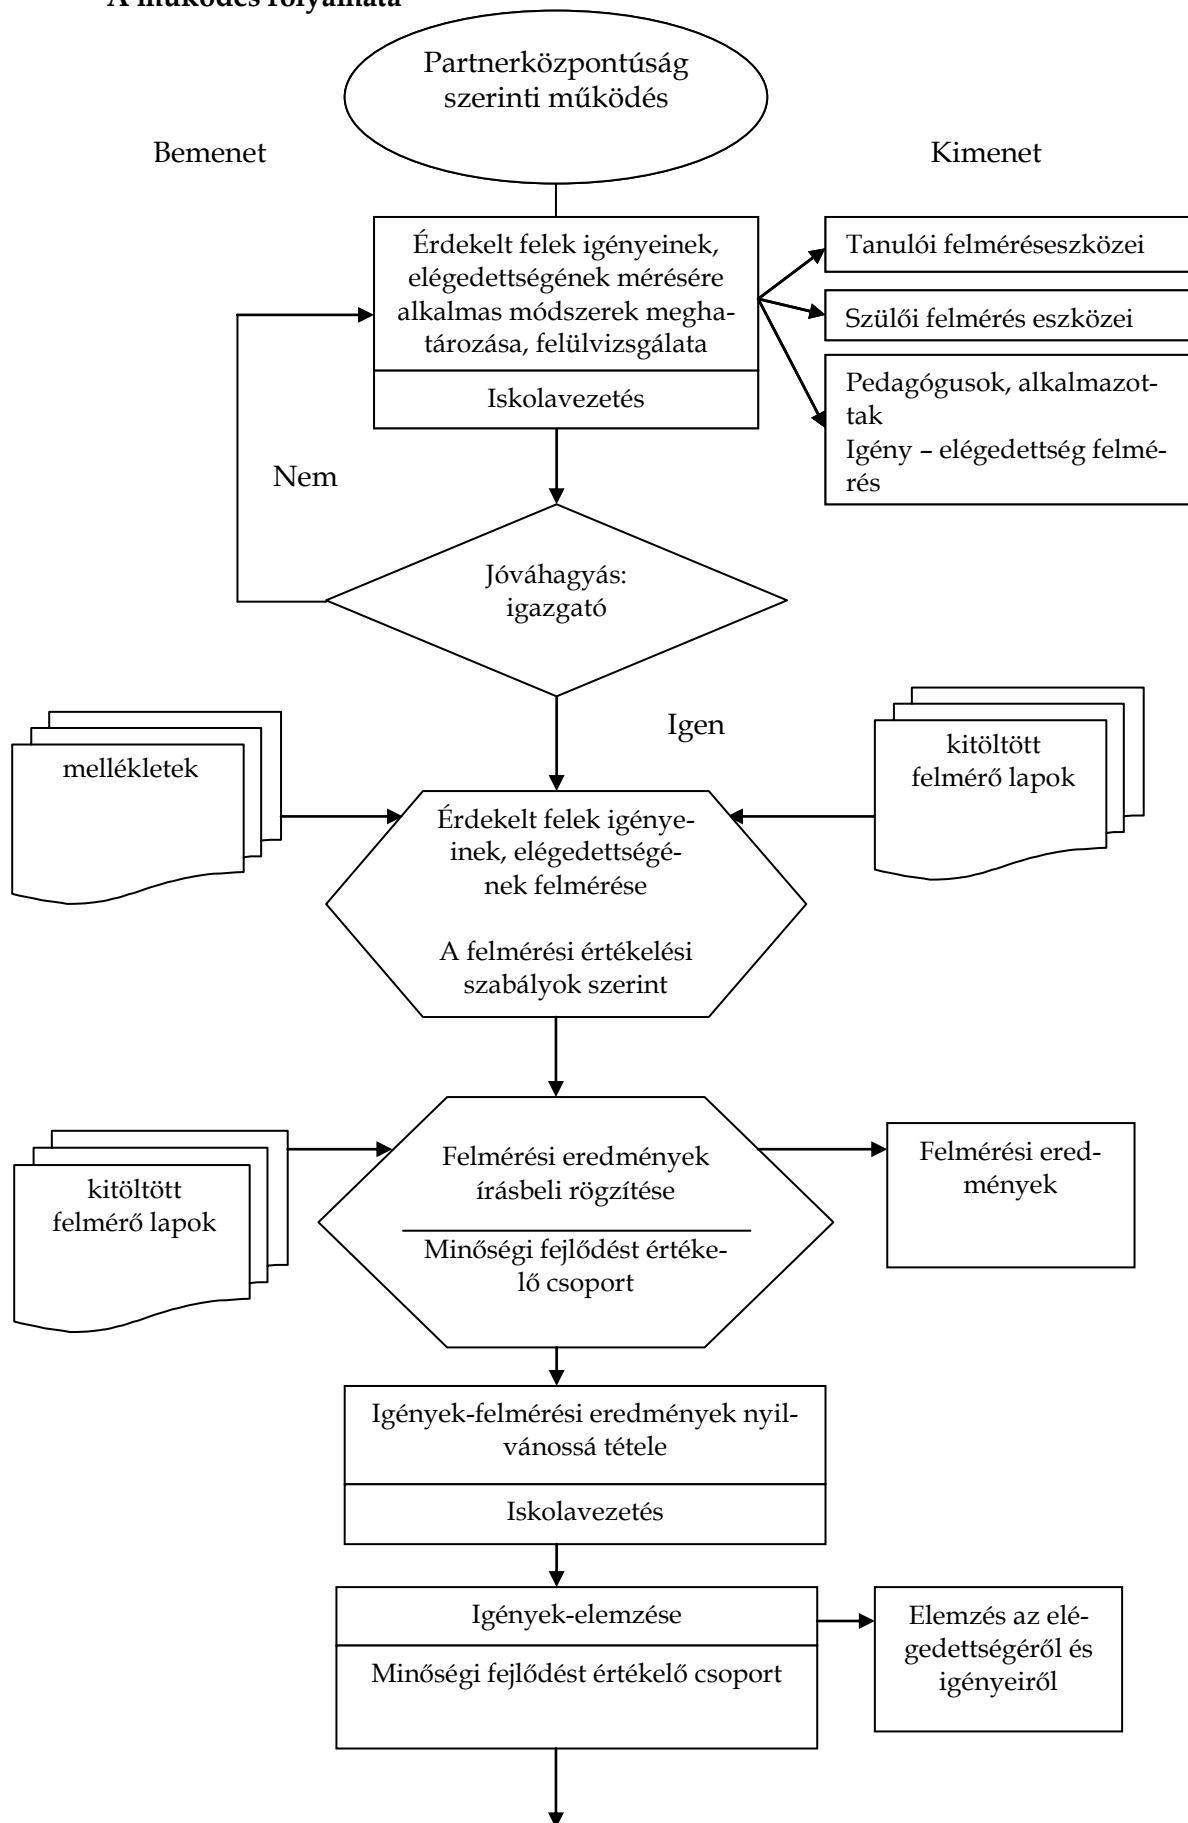 A működés folyamata
Partnerközpontúság
szerinti működés
Bemenet
Kimenet
Érdekelt felek igényeinek,
elégedettségének mérésére
alkalmas módszerek megha-
tározása, felülvizsgálata
Iskolavezetés
Tanulói felméréseszközei
Szülői felmérés eszközei
Pedagógusok, alkalmazot-
tak
Igény – elégedettség felmé-
rés
Nem
Jóváhagyás:
igazgató
Igen
mellékletek
kitöltött
felmérő lapok
Érdekelt felek igénye-
inek, elégedettségé-
nek felmérése
A felmérési értékelési
szabályok szerint
kitöltött
felmérő lapok
Felmérési eredmények
írásbeli rögzítése
Minőségi fejlődést értéke-
lő csoport
Felmérési ered-
mények
Igények-felmérési eredmények nyil-
vánossá tétele
Iskolavezetés
Igények-elemzése
Minőségi fejlődést értékelő csoport
Elemzés az elé-
gedettségéről és
igényeiről